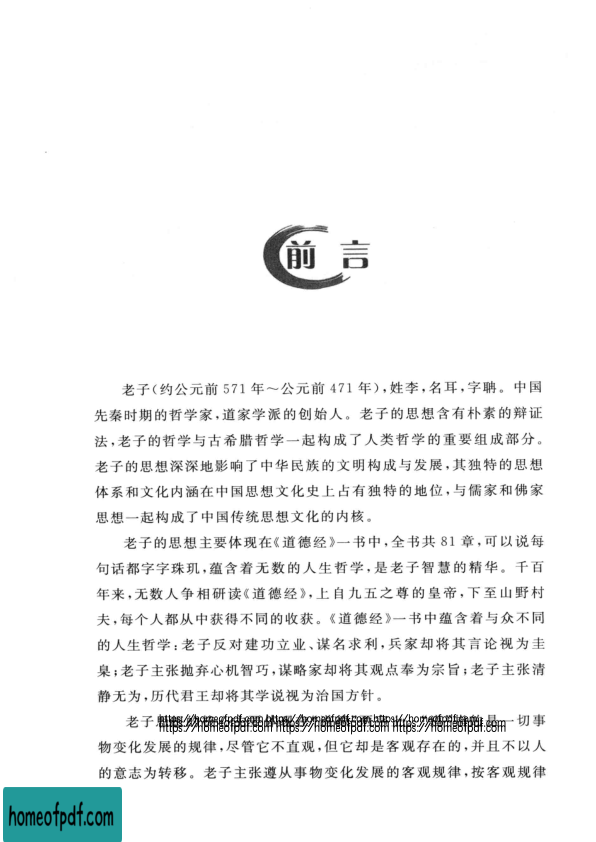 前言
老子(约公元前 571 年～公元前 471 年),姓李,名耳,字聃。中国
先秦时期的哲学家,道家学派的创始人。老子的思想含有朴素的辩证
法,老子的哲学与古希腊哲学一起构成了人类哲学的重要组成部分。
老子的思想深深地影响了中华民族的文明构成与发展,其独特的思想
体系和文化内涵在中国思想文化史上占有独特的地位,与儒家和佛家
思想一起构成了中国传统思想文化的内核。
老子的思想主要体现在《道德经》一书中,全书共 81 章,可以说每
句话都字字珠玑,蕴含着无数的人生哲学,是老子智慧的精华。千百
年来,无数人争相研读《道德经》,上自九五之尊的皇帝,下至山野村
夫,每个人都从中获得不同的收获。《道德经》一书中蕴含着与众不同
的人生哲学:老子反对建功立业、谋名求利,兵家却将其言论视为圭
臬;老子主张抛弃心机智巧,谋略家却将其观点奉为宗旨;老子主张清
静无为,历代君王却将其学说视为治国方针。
老子 是一切事
https://homeofpdf.com https://homeofpdf.com https://homeofpdf.com
物变化发展的规律,尽管它不直观,但它却是客观存在的,并且不以人
的意志为转移。老子主张遵从事物变化发展的客观规律,按客观规律
homeofpdf.com